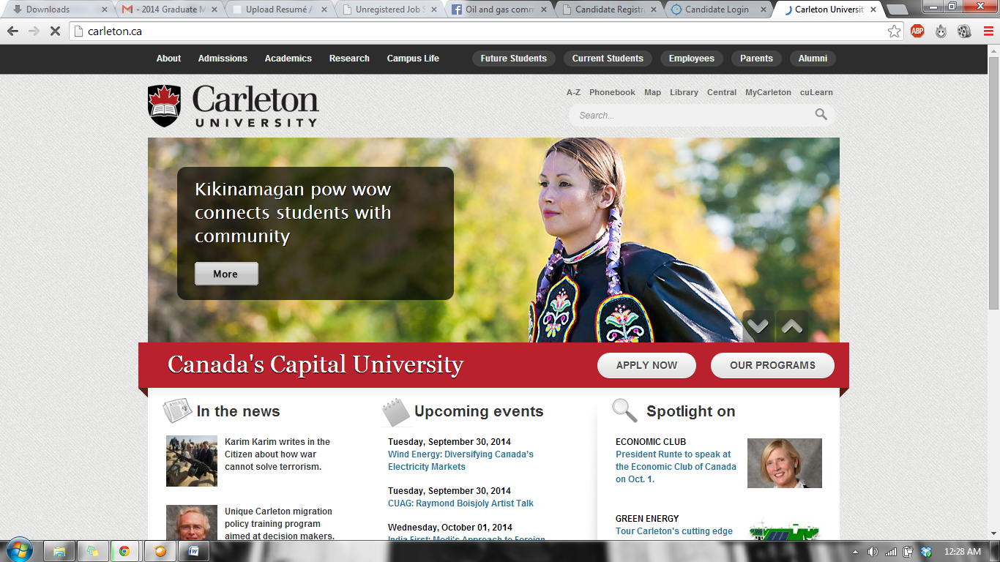 Downloads
- 2014 Graduate M
Upload Resumé /
Unregistered Job S
Oil and gas comm
Candidate Registr
Candidate Login
Carleton Universit
carleton.ca
ABP
About Admissions Academics Research Campus Life Future Students Current Students Employees Parents Alumni
Carleton
UNIVERSITY
A-Z Phonebook Map Library Central MyCarleton cuLearn
Search...
Kikinamagan pow wow
connects students with
community
More
Canada's Capital University
APPLY NOW
OUR PROGRAMS
In the news
Karim Karim writes in the
Citizen about how war
cannot solve terrorism.
Unique Carleton migration
policy training program
aimed at decision makers.
Upcoming events
Tuesday, September 30, 2014
Wind Energy: Diversifying Canada's
Electricity Markets
Tuesday, September 30, 2014
CUAG: Raymond Boisjoly Artist Talk
Wednesday, October 01, 2014
India First: Modi's Approach to Foreign
Spotlight on
ECONOMIC CLUB
President Runte to speak at
the Economic Club of Canada
on Oct. 1.
GREEN ENERGY
Tour Carleton's cutting edge
12:28 AM